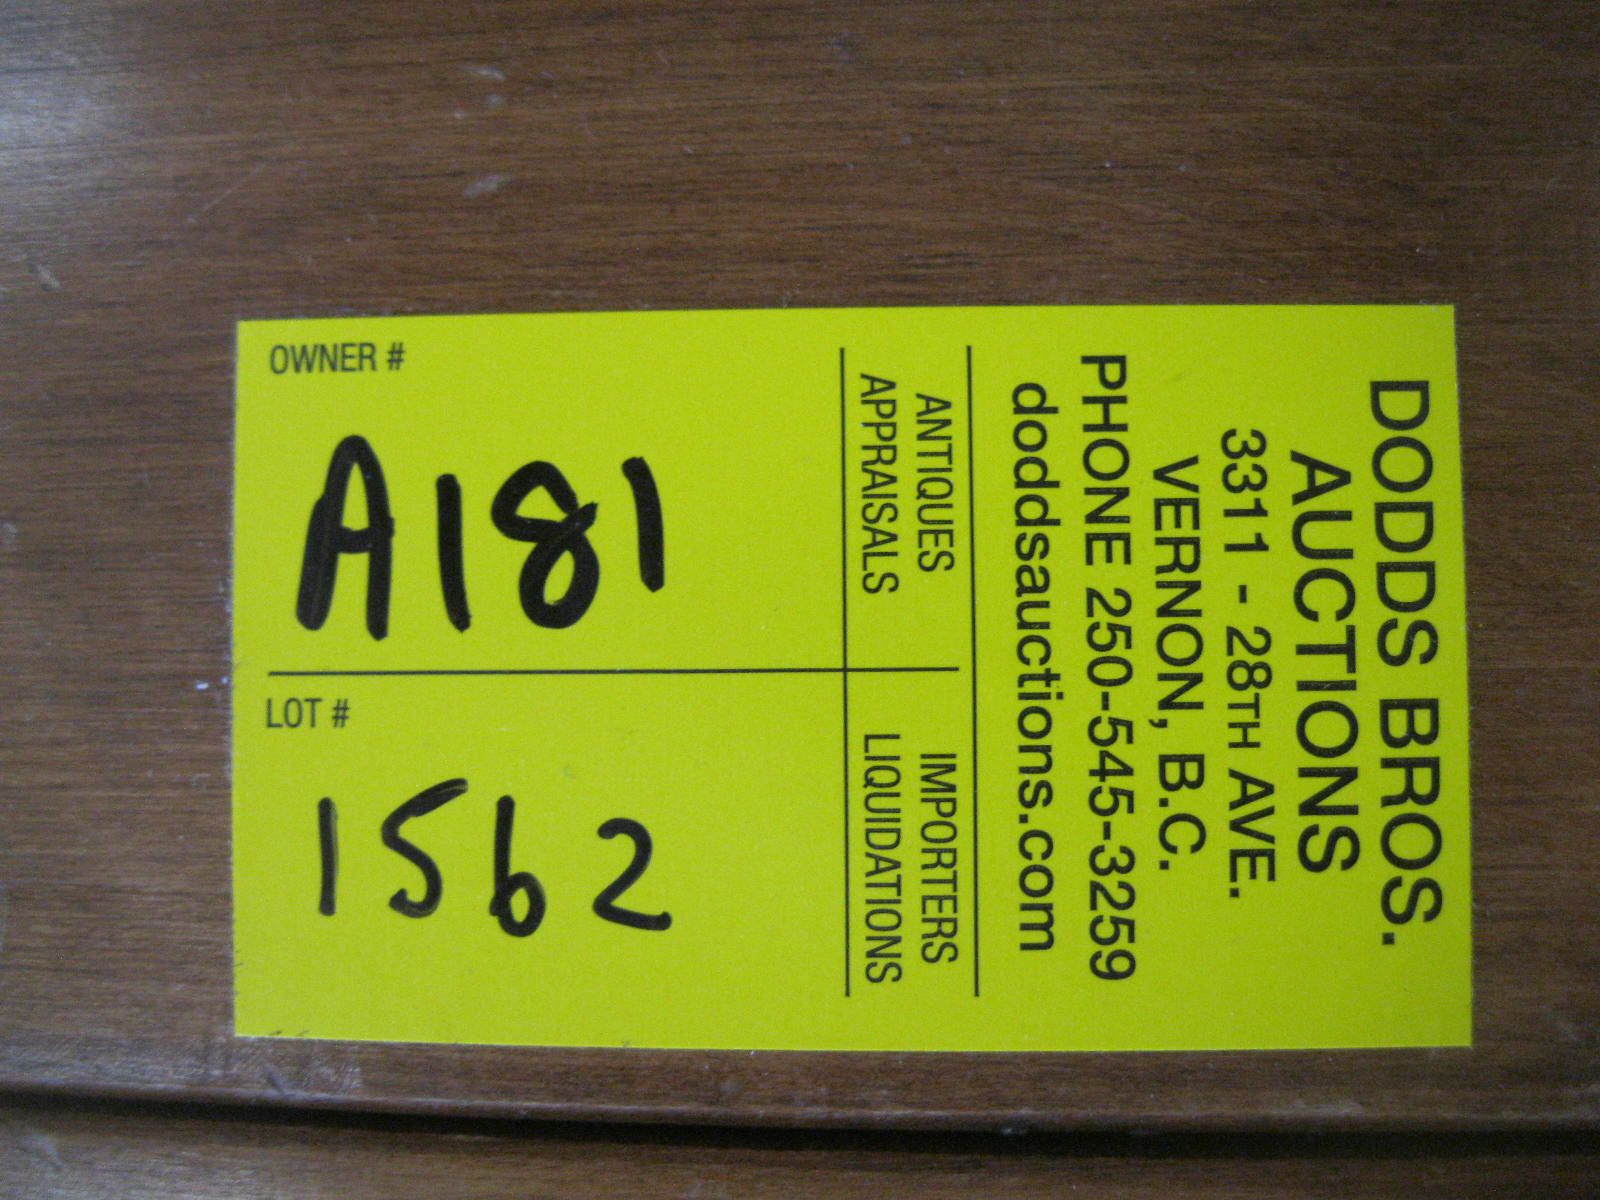 DODDS BROS.
AUCTIONS
3311 - 28TH AVE.
VERNON, B.C.
PHONE 250-545-3259
doddsauctions.com
ANTIQUES
APPRAISALS
IMPORTERS
LIQUIDATIONS
OWNER #
A181
LOT #
1562